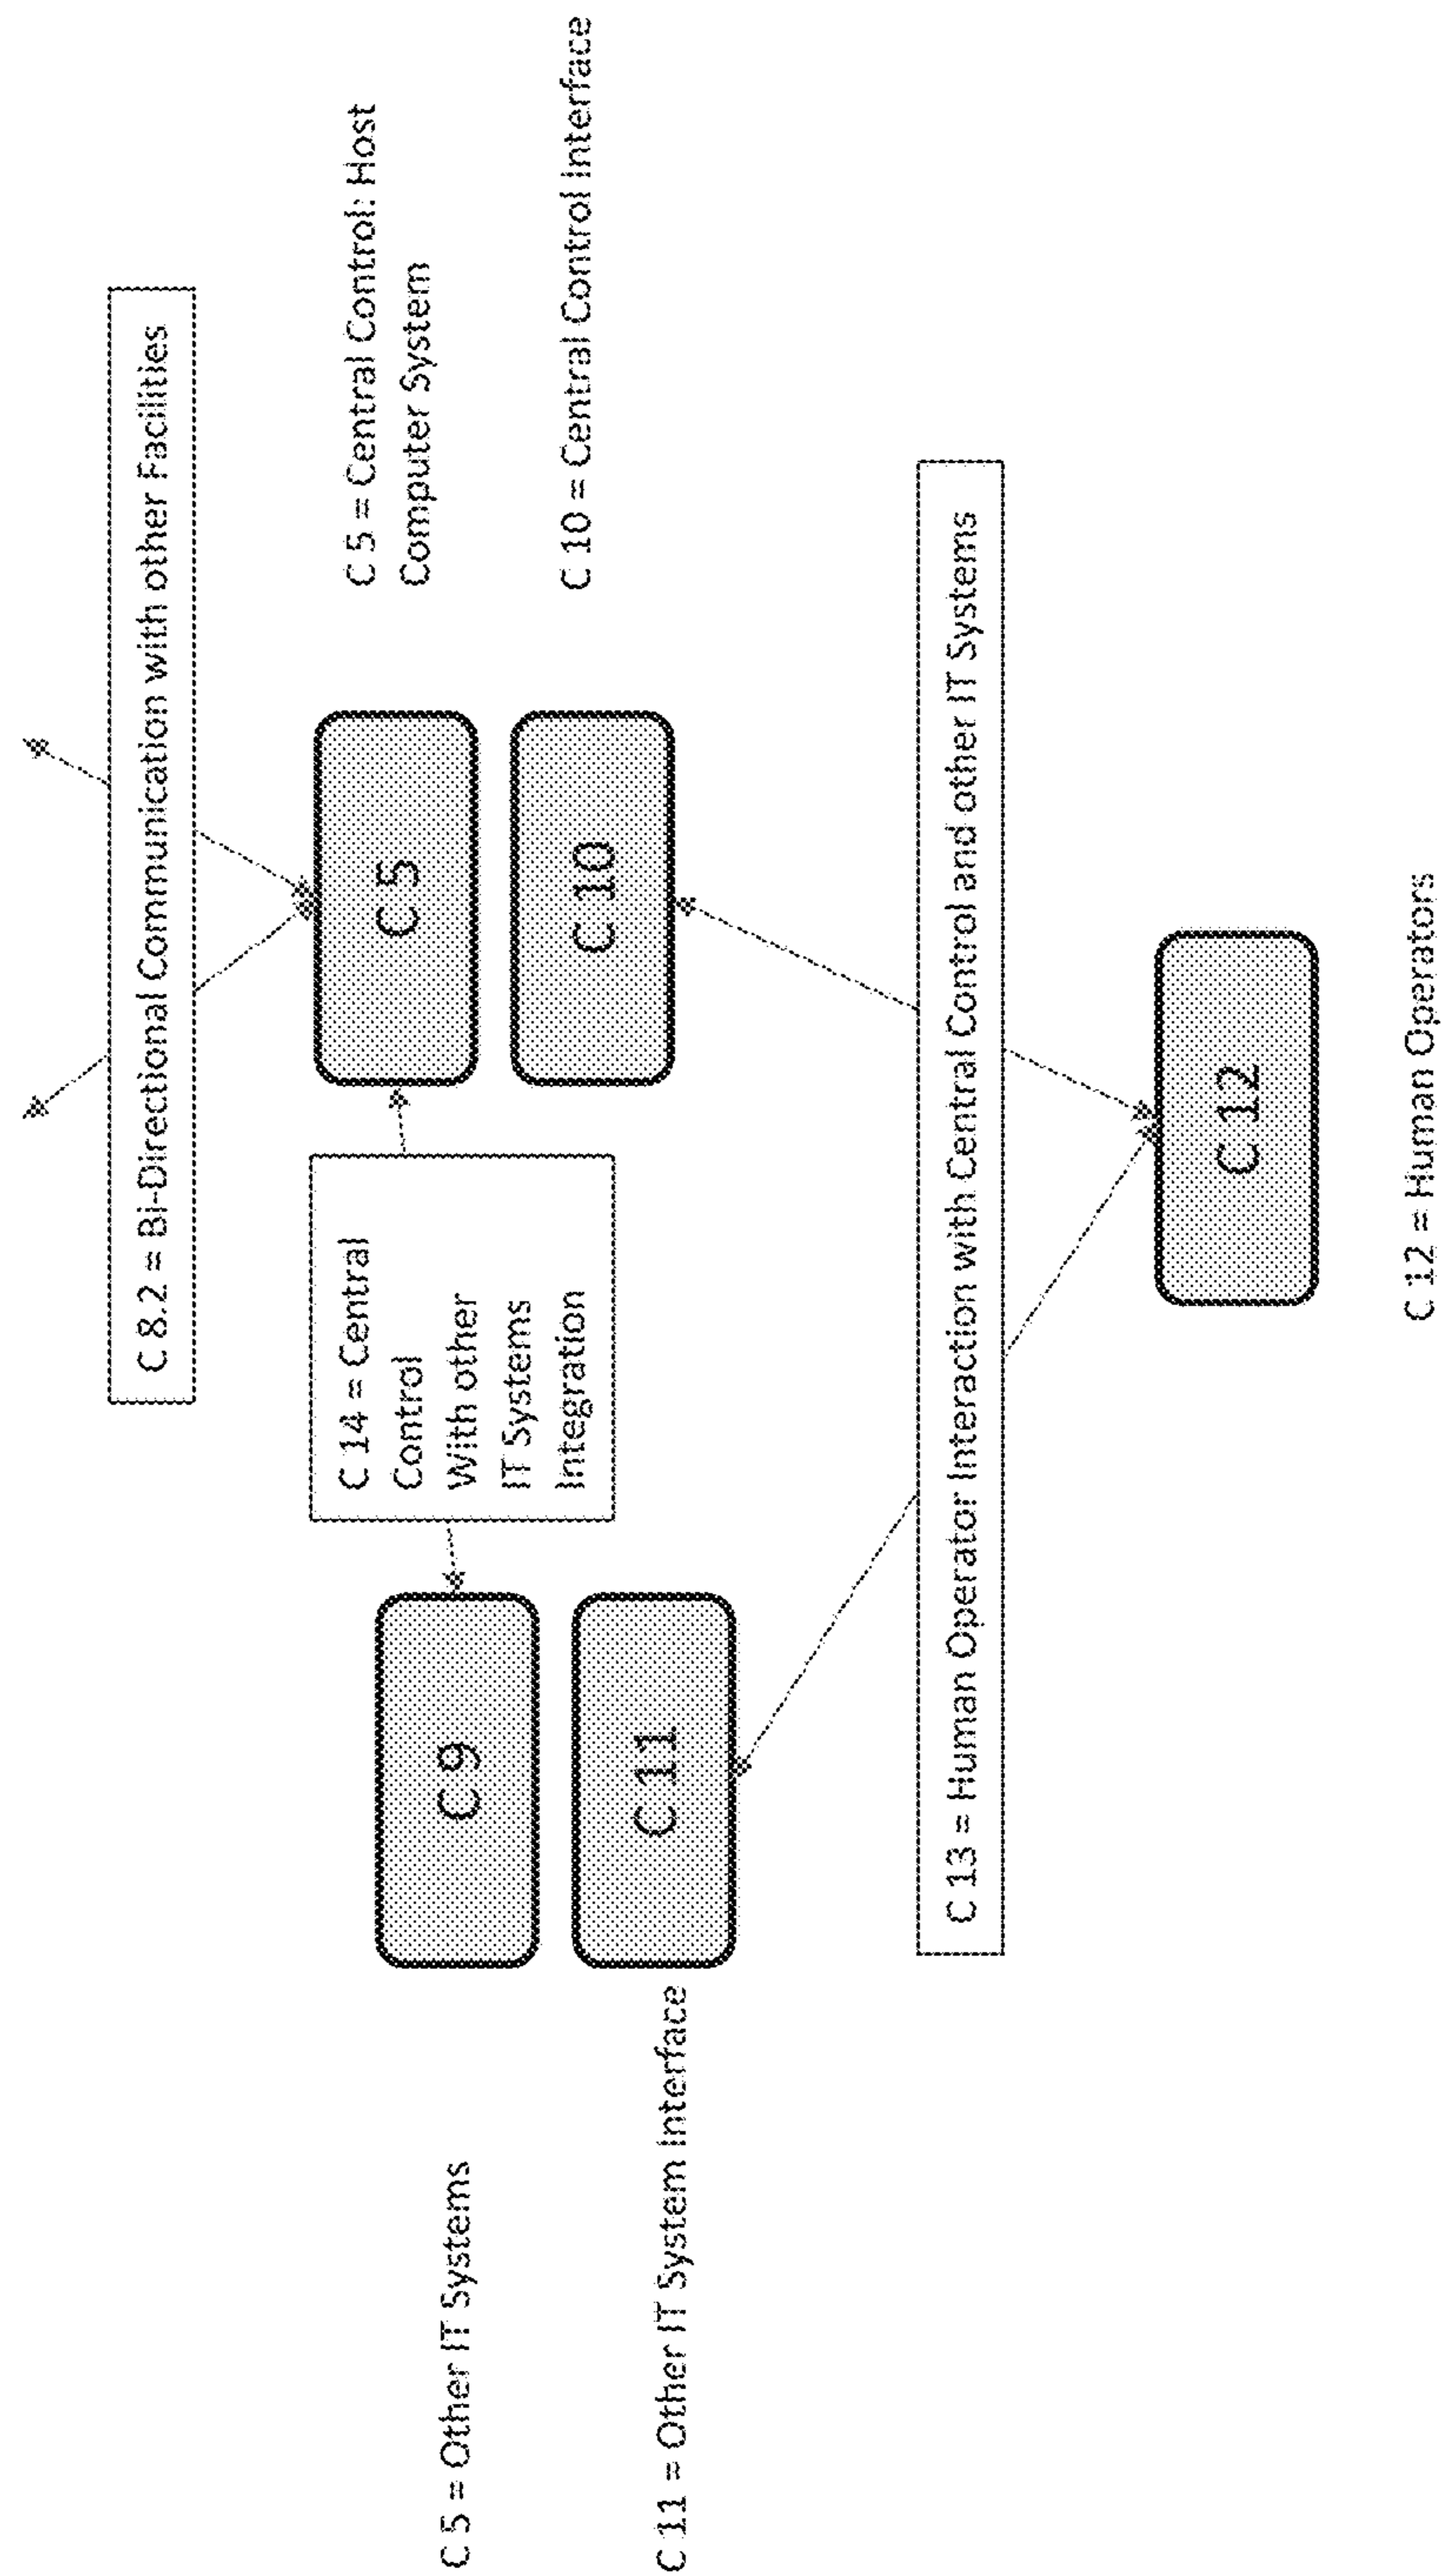 C 8.2 = Bi-Directional Communication with other Facilities
C 5 = Central Control: Host
Computer System
C 14 = Central
Control
With other
IT Systems
Integration
C 5
C 9
C 5 = Other IT Systems
C 10 = Central Control Interface
C 10
C 11
C 11 = Other IT System Interface
C 13 = Human Operator Interaction with Central Control and other IT Systems
C 12
C 12 = Human Operators